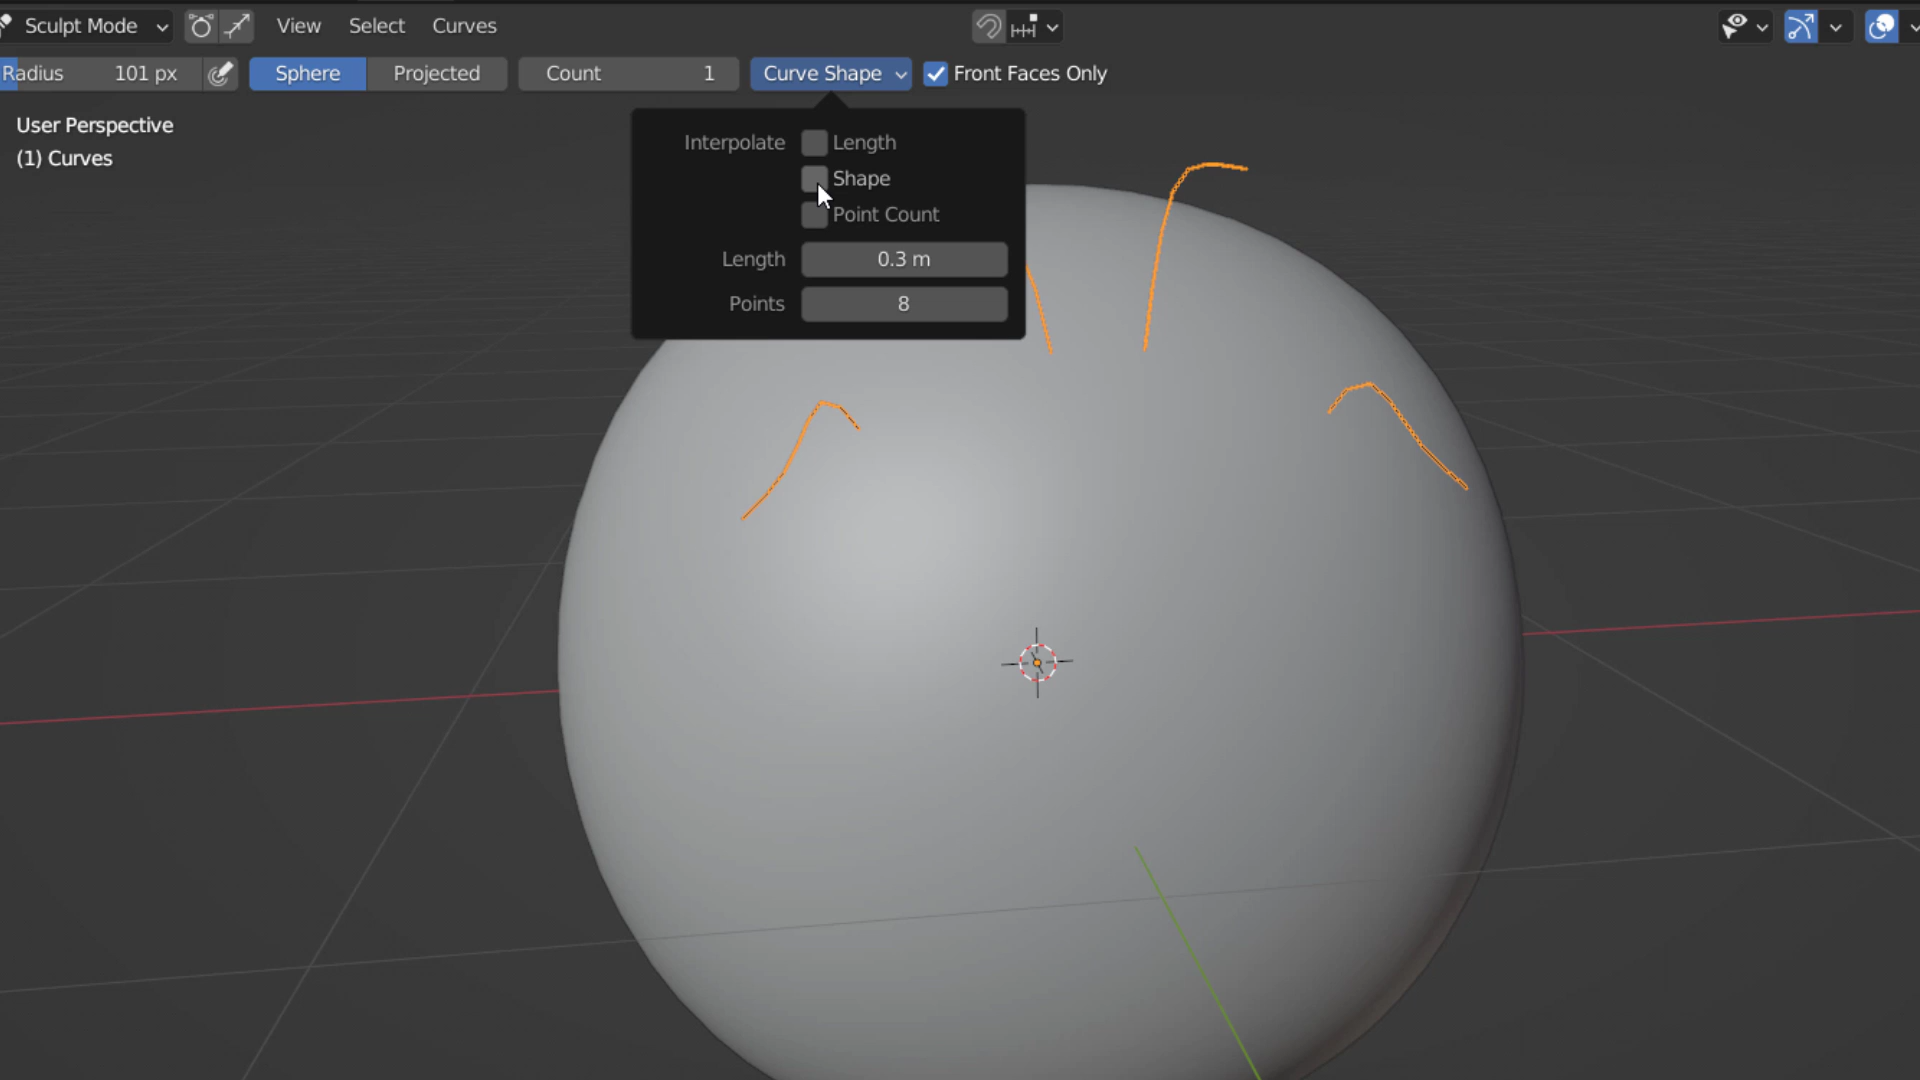 Sculpt Mode View Select Curves
Radius 101 px Sphere Projected Count 1 Curve Shape Front Faces Only
User Perspective
(1) Curves
Interpolate Length
Shape
Point Count
Length 0.3 m
Points 8